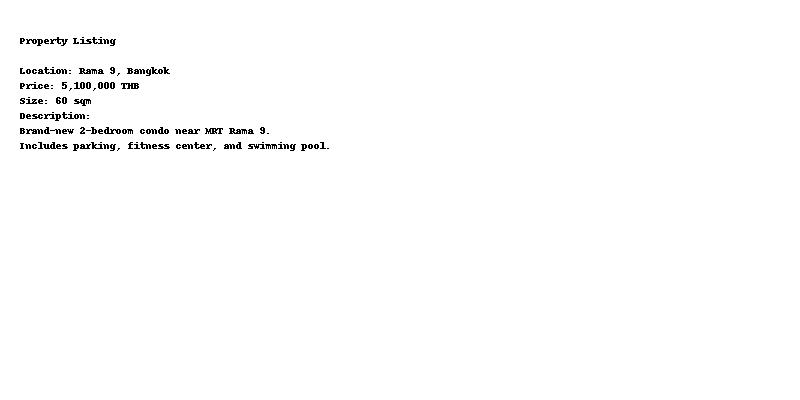 Property Listing
Location: Rama 9, Bangkok
Price: 5,100,000 THB
Size: 60 sqm
Description:
Brand-new 2-bedroom condo near MRT Rama 9.
Includes parking, fitness center, and swimming pool.